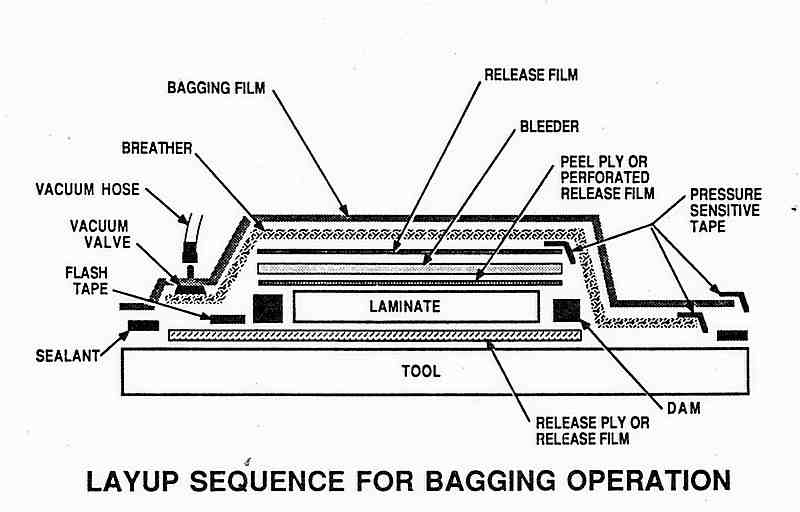 RELEASE FILM
BAGGING FILM
BLEEDER
BREATHER
PEEL PLY OR
PERFORATED
RELEASE FILM
VACUUM HOSE
PRESSURE
SENSITIVE
TAPE
VACUUM
VALVE
FLASH
TAPE
LAMINATE
SEALANT
TOOL
DAM
RELEASE PLY OR
RELEASE FILM
LAYUP SEQUENCE FOR BAGGING OPERATION